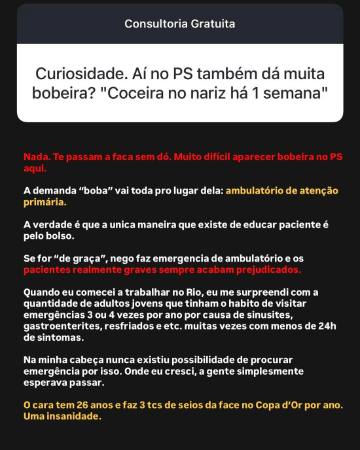 Consultoria Gratuita
Curiosidade. Aí no PS também dá muita
bobeira? "Coceira no nariz há 1 semana"
Nada. Te passam a faca sem dó. Muito difícil aparecer bobeira no PS
aqui.
A demanda “boba” vai toda pro lugar dela: ambulatório de atenção
primária.
A verdade é que a unica maneira que existe de educar paciente é
pelo bolso.
Se for “de graça”, nego faz emergencia de ambulatório e os
pacientes realmente graves sempre acabam prejudicados.
Quando eu comecei a trabalhar no Rio, eu me surpreendi com a
quantidade de adultos jovens que tinham o habito de visitar
emergências 3 ou 4 vezes por ano por causa de sinusites,
gastroenterites, resfriados e etc. muitas vezes com menos de 24h
de sintomas.
Na minha cabeça nunca existiu possibilidade de procurar
emergência por isso. Onde eu cresci, a gente simplesmente
esperava passar.
O cara tem 26 anos e faz 3 tcs de seios da face no Copa d’Or por ano.
Uma insanidade.